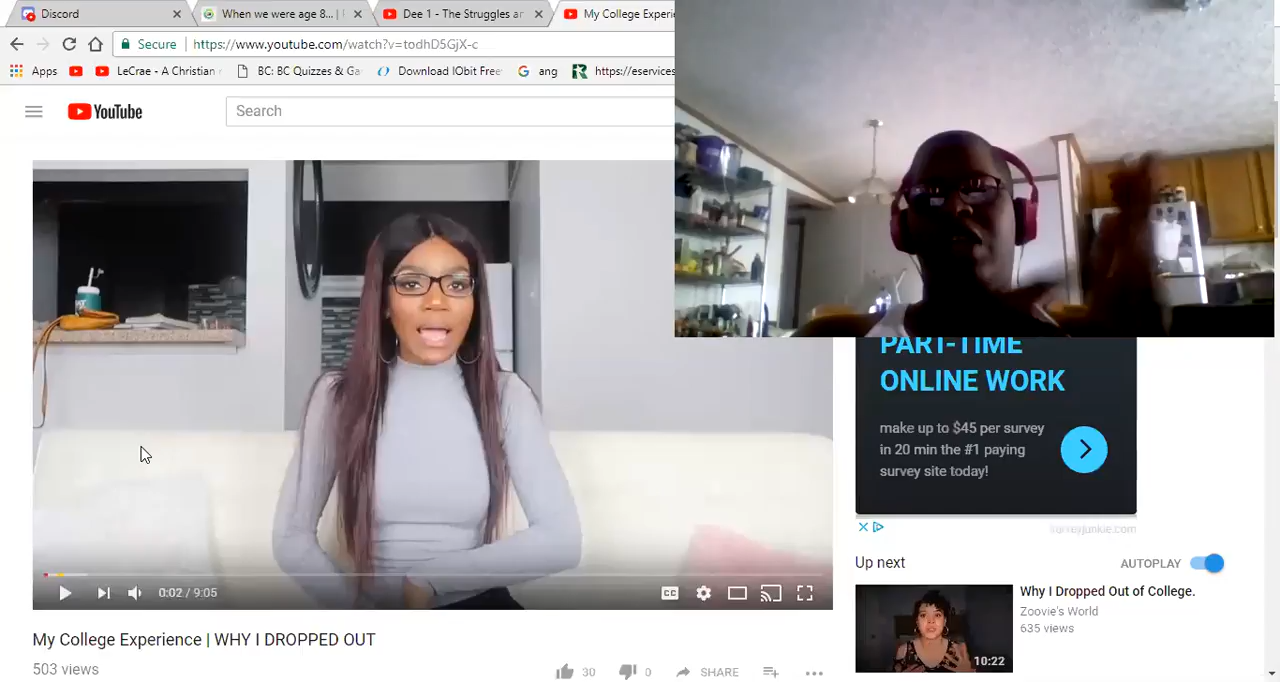 Discord
When we were age 8... |
Dee 1 - The Struggles ar
My College Experi
Secure
https://www.youtube.com/watch?v=todhD5GjX-c
Apps
LeCrae - A Christian
BC: BC Quizzes & Ga
Download IObit Free
ang
https://eservices
YouTube
Search
PART-TIME
ONLINE WORK
make up to $45 per survey
in 20 min the #1 paying
survey site today!
surveyjunkie.com
0:02 / 9:05
CC
Up next
AUTOPLAY
Why I Dropped Out of College.
Zoovie's World
635 views
10:22
My College Experience | WHY I DROPPED OUT
503 views
30
0
SHARE